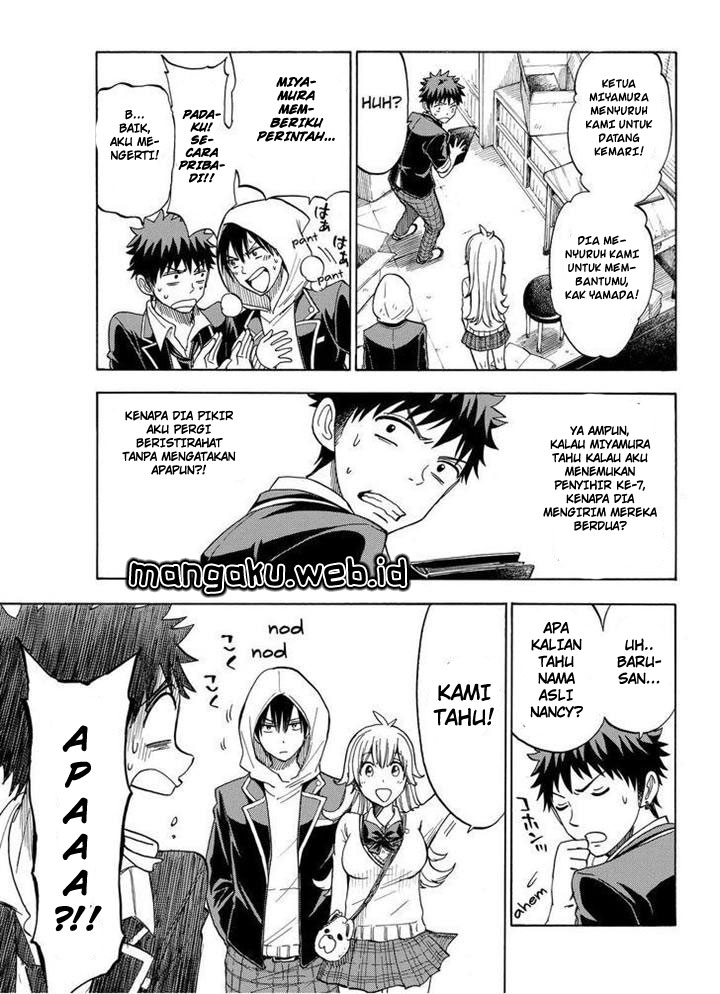 KETUA
MIYAMURA
MENYURUH
KAMI UNTUK
DATANG
KEMARI!
HUH?
DIA ME-
NYURUH KAMI
UNTUK MEM-
BANTUMU,
KAK YAMADA!
MIYA-
MURA
MEM-
BERIKU
PERINTAH...
PADA-
KU!
SE-
CARA
PRIBA-
DI!!
B...
BAIK,
AKU ME-
NGERTI!
はぁ
はぁ
pant
pant
YA AMPUN,
KALAU MIYAMURA
TAHU KALAU AKU
MENEMUKAN
PENYIHIR KE-7,
KENAPA DIA
MENGIRIM MEREKA
BERDUA?
KENAPA DIA PIKIR
AKU PERGI
BERISTIRAHAT
TANPA MENGATAKAN
APAPUN?!
mangaku.web.id
UH..
BARU-
SAN...
APA
KALIAN
TAHU
NAMA
ASLI
NANCY?
コホン
ahem
KAMI
TAHU!
nod
nod
こく
こく
APAAAA
?!!